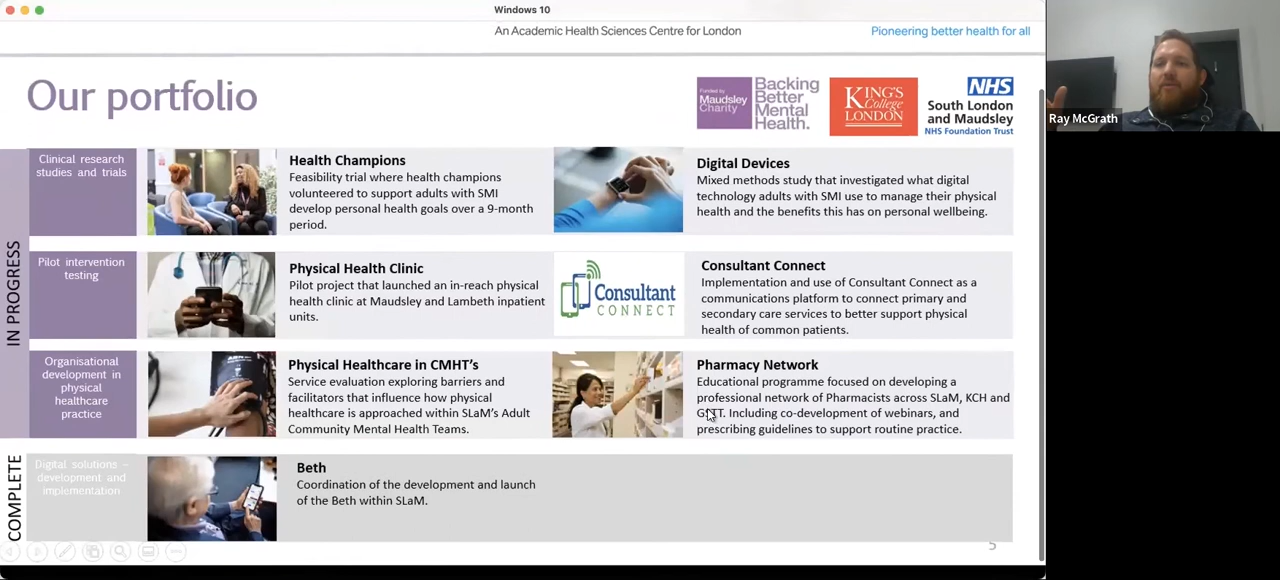 Windows 10
An Academic Health Sciences Centre for London
Pioneering better health for all
Our portfolio
Funded by
Maudsley
Charity
Backing
Better
Mental
Health.
KING'S
College
LONDON
NHS
South London
and Maudsley
NHS Foundation Trust
Ray McGrath
IN PROGRESS
Clinical research
studies and trials
Health Champions
Feasibility trial where health champions
volunteered to support adults with SMI
develop personal health goals over a 9-month
period.
Digital Devices
Mixed methods study that investigated what digital
technology adults with SMI use to manage their physical
health and the benefits this has on personal wellbeing.
Pilot intervention
testing
Physical Health Clinic
Pilot project that launched an in-reach physical
health clinic at Maudsley and Lambeth inpatient
units.
Consultant
CONNECT
Consultant Connect
Implementation and use of Consultant Connect as a
communications platform to connect primary and
secondary care services to better support physical
health of common patients.
Organisational
development in
physical
healthcare
practice
Physical Healthcare in CMHT's
Service evaluation exploring barriers and
facilitators that influence how physical
healthcare is approached within SLaM's Adult
Community Mental Health Teams.
Pharmacy Network
Educational programme focused on developing a
professional network of Pharmacists across SLaM, KCH and
GSTT. Including co-development of webinars, and
prescribing guidelines to support routine practice.
COMPLETE
Digital solutions –
development and
implementation
Beth
Coordination of the development and launch
of the Beth within SLaM.
5